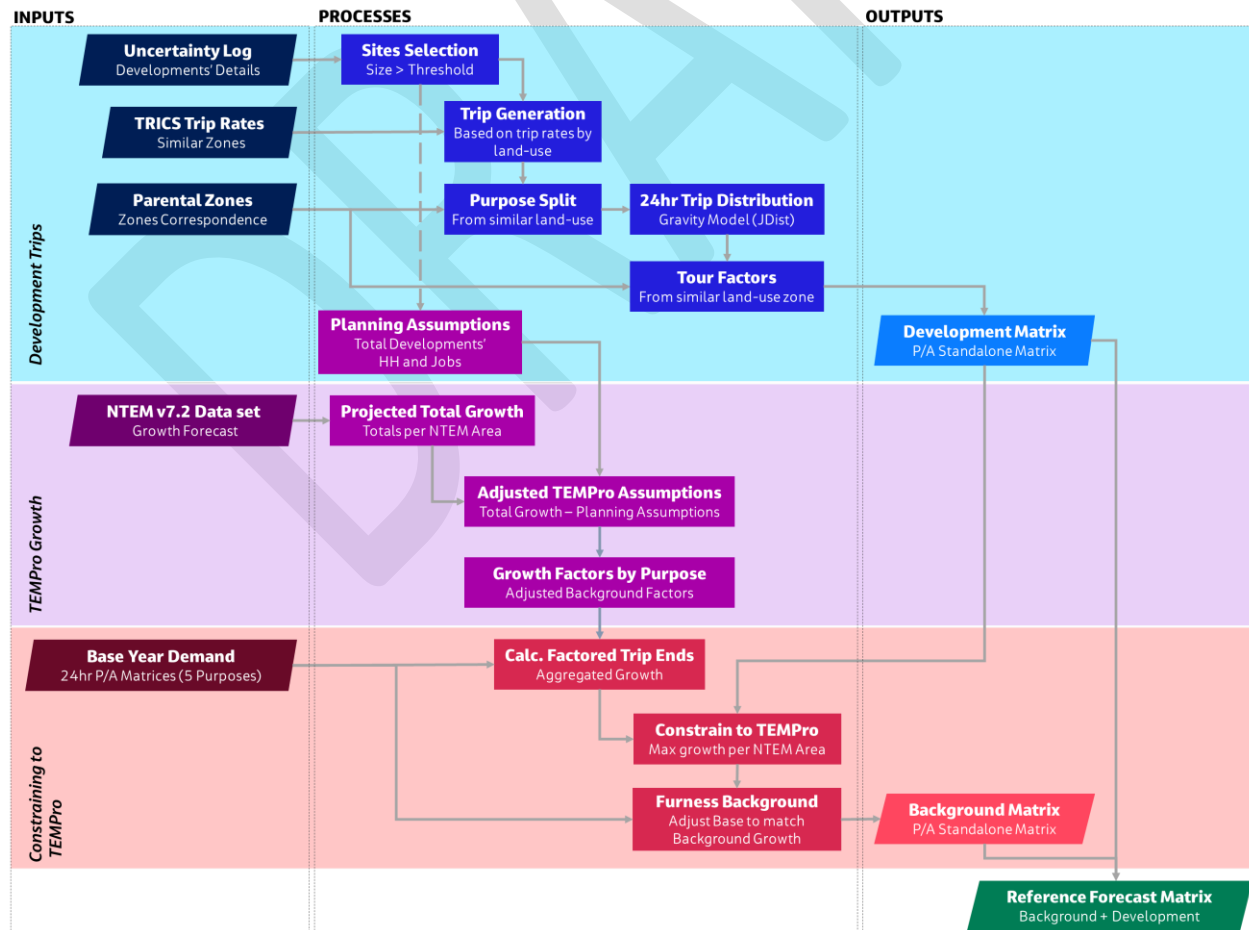 INPUTS
PROCESSES
OUTPUTS
DRA
Development Trips
Uncertainty Log
Developments' Details
Sites Selection
Size > Threshold
TRICS Trip Rates
Similar Zones
Trip Generation
Based on trip rates by
land-use
Parental Zones
Zones Correspondence
Purpose Split
From similar land-use
24hr Trip Distribution
Gravity Model (JDist)
Tour Factors
From similar land-use zone
Planning Assumptions
Total Developments'
HH and Jobs
Development Matrix
P/A Standalone Matrix
TEMPro Growth
NTEM v7.2 Data set
Growth Forecast
Projected Total Growth
Totals per NTEM Area
Adjusted TEMPro Assumptions
Total Growth – Planning Assumptions
Growth Factors by Purpose
Adjusted Background Factors
Constraining to
TEMPro
Base Year Demand
24hr P/A Matrices (5 Purposes)
Calc. Factored Trip Ends
Aggregated Growth
Constrain to TEMPro
Max growth per NTEM Area
Furness Background
Adjust Base to match
Background Growth
Background Matrix
P/A Standalone Matrix
Reference Forecast Matrix
Background + Development